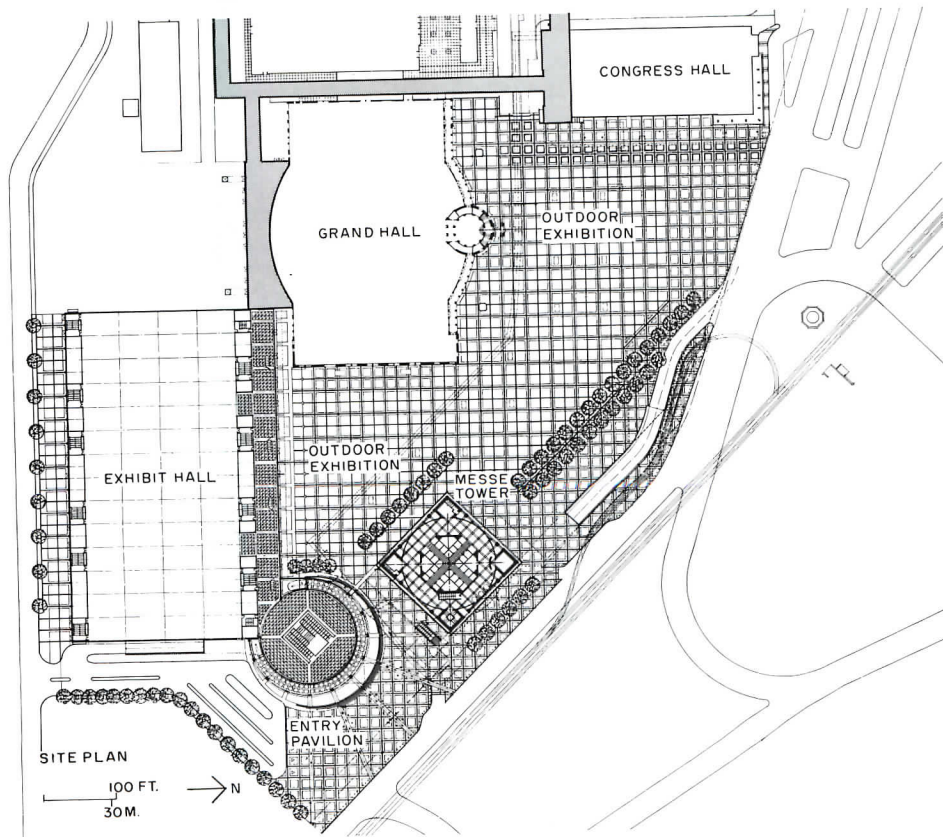 CONGRESS HALL
GRAND HALL
OUTDOOR
EXHIBITION
OUTDOOR
EXHIBITION
MESSE
TOWER
EXHIBIT HALL
ENTRY
PAVILION
SITE PLAN
100 FT.
N
30 M.